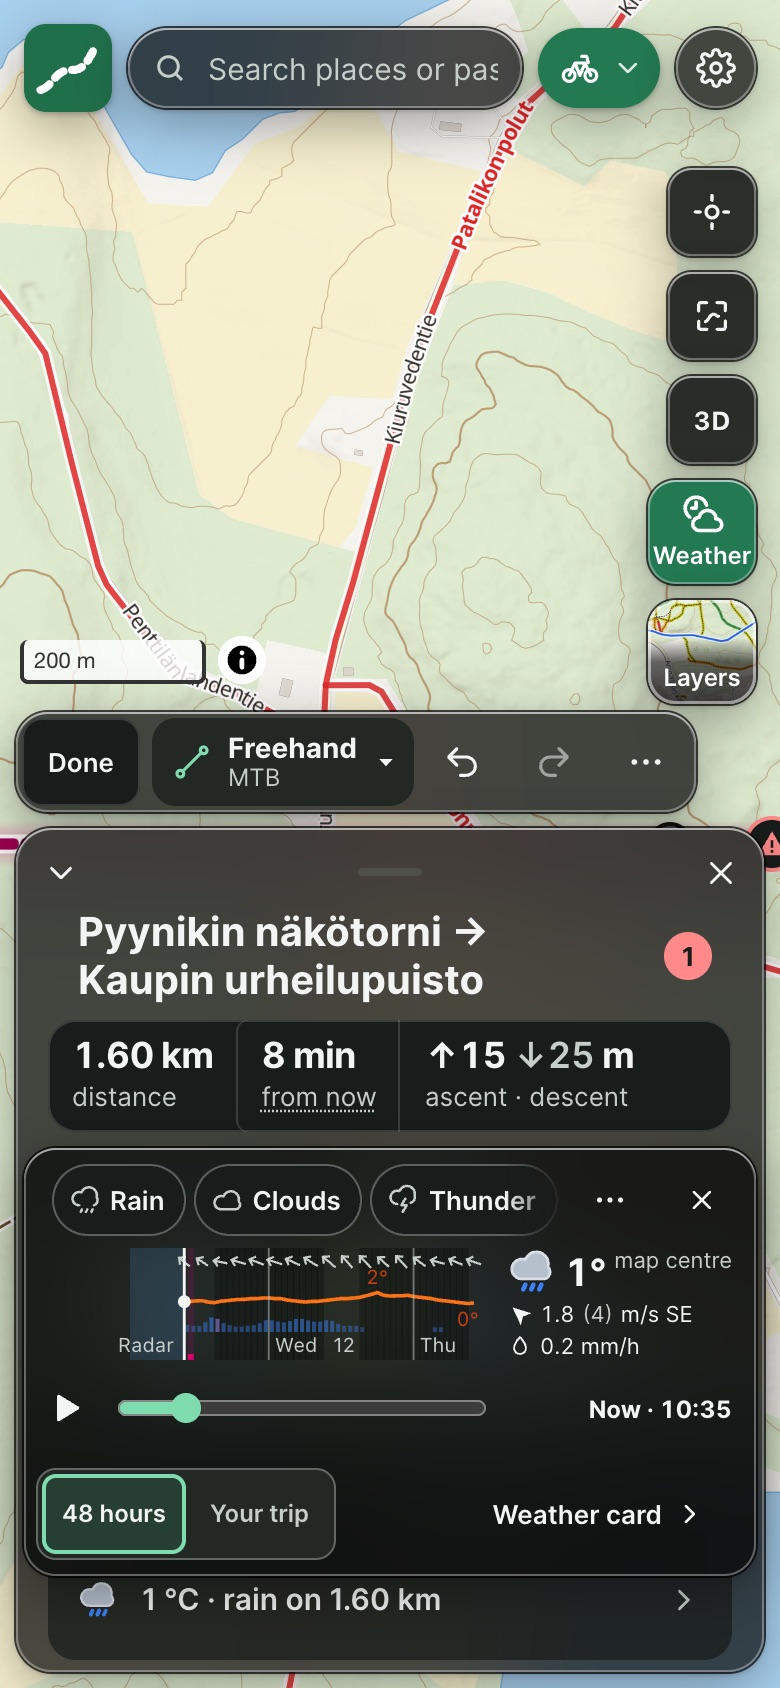 Search places or pas
Patalikon polut
Kiuruvedentie
3D
Weather
Layers
200 m
Done
Freehand
MTB
Pyynikin näkötorni →
Kaupin urheilupuisto
1
1.60 km
distance
8 min
from now
↑15 ↓25 m
ascent · descent
Rain
Clouds
Thunder
2°
0°
Radar
Wed
12
Thu
1° map centre
1.8 (4) m/s SE
0.2 mm/h
Now · 10:35
48 hours
Your trip
Weather card
1 °C · rain on 1.60 km